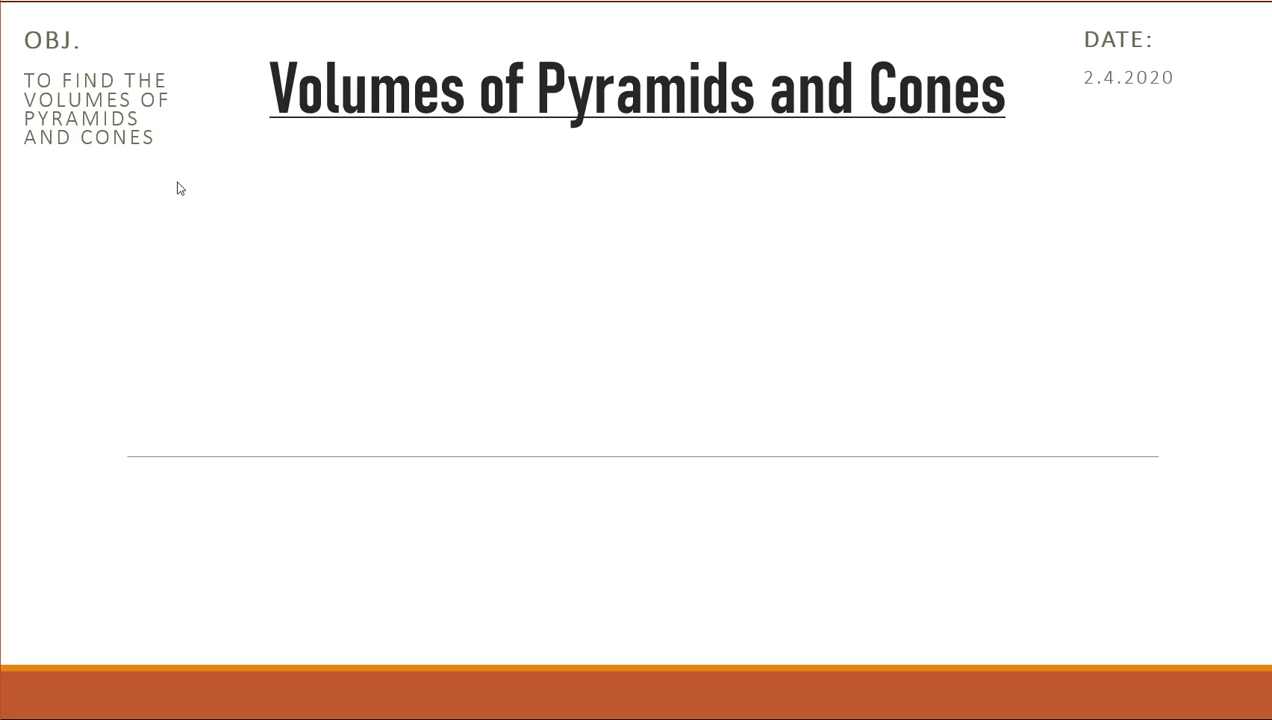 OBJ.
TO FIND THE
VOLUMES OF
PYRAMIDS
AND CONES
Volumes of Pyramids and Cones
DATE:
2.4.2020